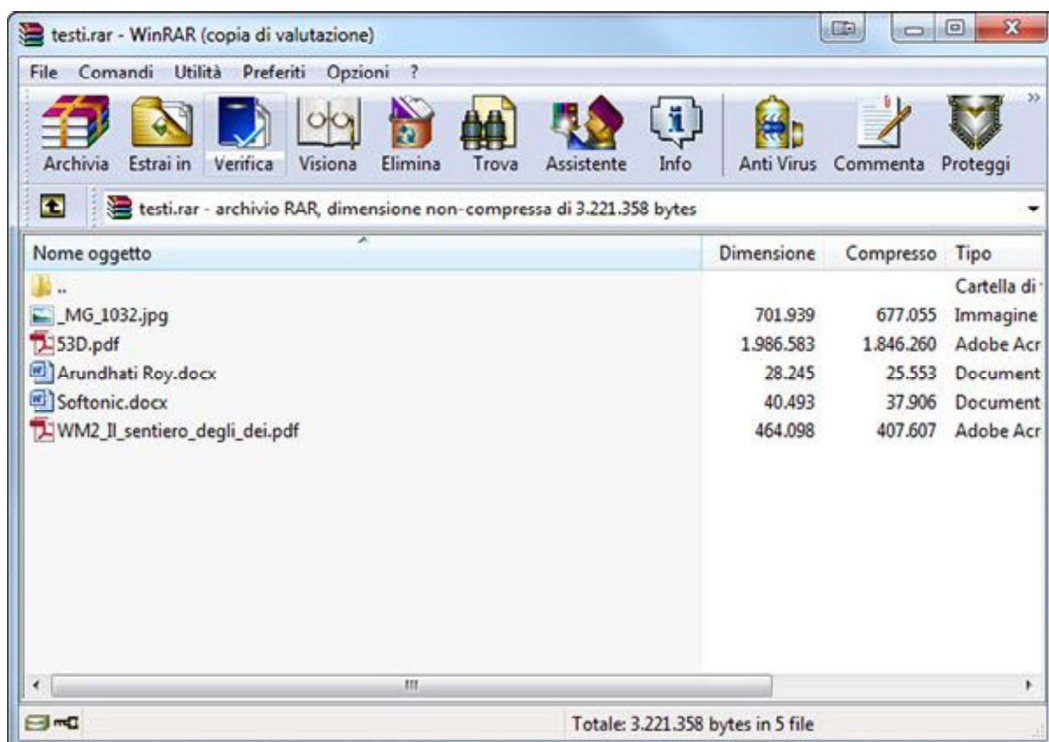 testi.rar - WinRAR (copia di valutazione)
File Comandi Utilità Preferiti Opzioni ?
Archivia Estrai in Verifica Visiona Elimina Trova Assistente Info Anti Virus Commenta Proteggi
testi.rar - archivio RAR, dimensione non-compressa di 3.221.358 bytes
Nome oggetto Dimensione Compresso Tipo
.. Cartella di
_MG_1032.jpg 701.939 677.055 Immagine
53D.pdf 1.986.583 1.846.260 Adobe Acr
Arundhati Roy.docx 28.245 25.553 Document
Softonic.docx 40.493 37.906 Document
WM2_Il_sentiero_degli_dei.pdf 464.098 407.607 Adobe Acr
Totale: 3.221.358 bytes in 5 file